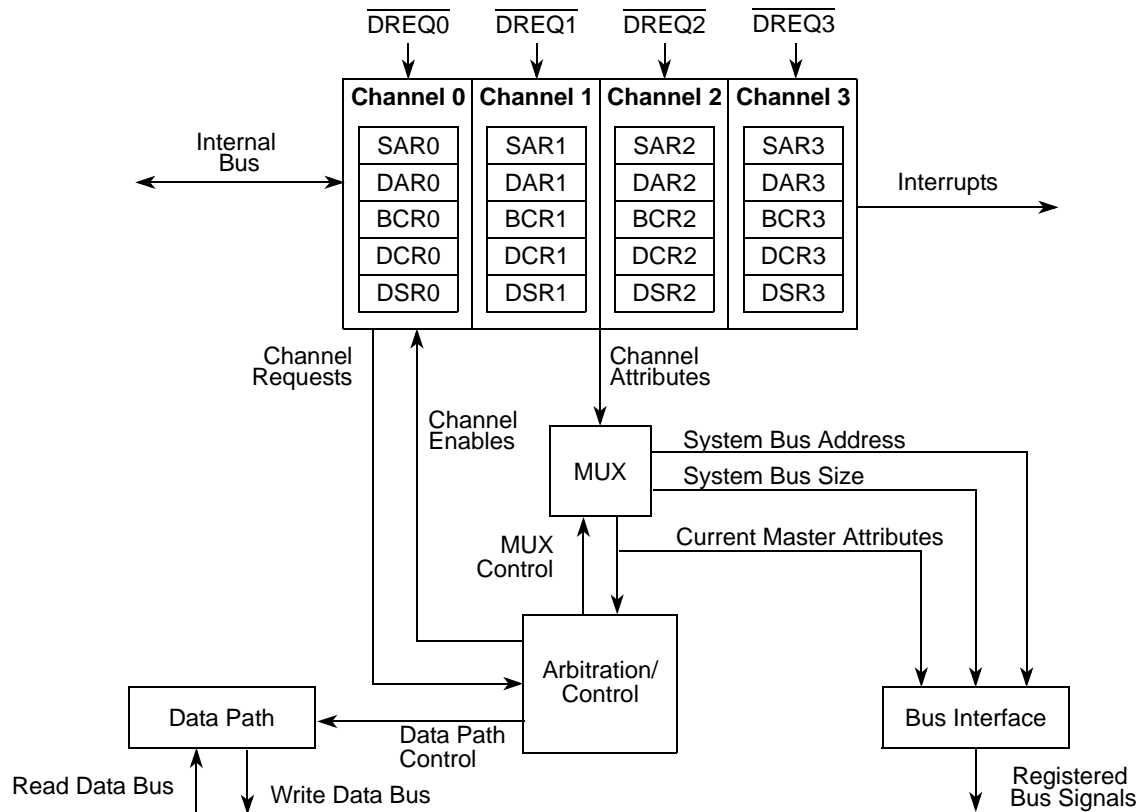 DREQ0 DREQ1 DREQ2 DREQ3
Channel 0 Channel 1 Channel 2 Channel 3
SAR0 SAR1 SAR2 SAR3
DAR0 DAR1 DAR2 DAR3
BCR0 BCR1 BCR2 BCR3
DCR0 DCR1 DCR2 DCR3
DSR0 DSR1 DSR2 DSR3
Internal
Bus
Interrupts
Channel
Requests
Channel
Enables
Channel
Attributes
MUX
System Bus Address
System Bus Size
Current Master Attributes
MUX
Control
Arbitration/
Control
Data Path
Data Path
Control
Bus Interface
Read Data Bus
Write Data Bus
Registered
Bus Signals